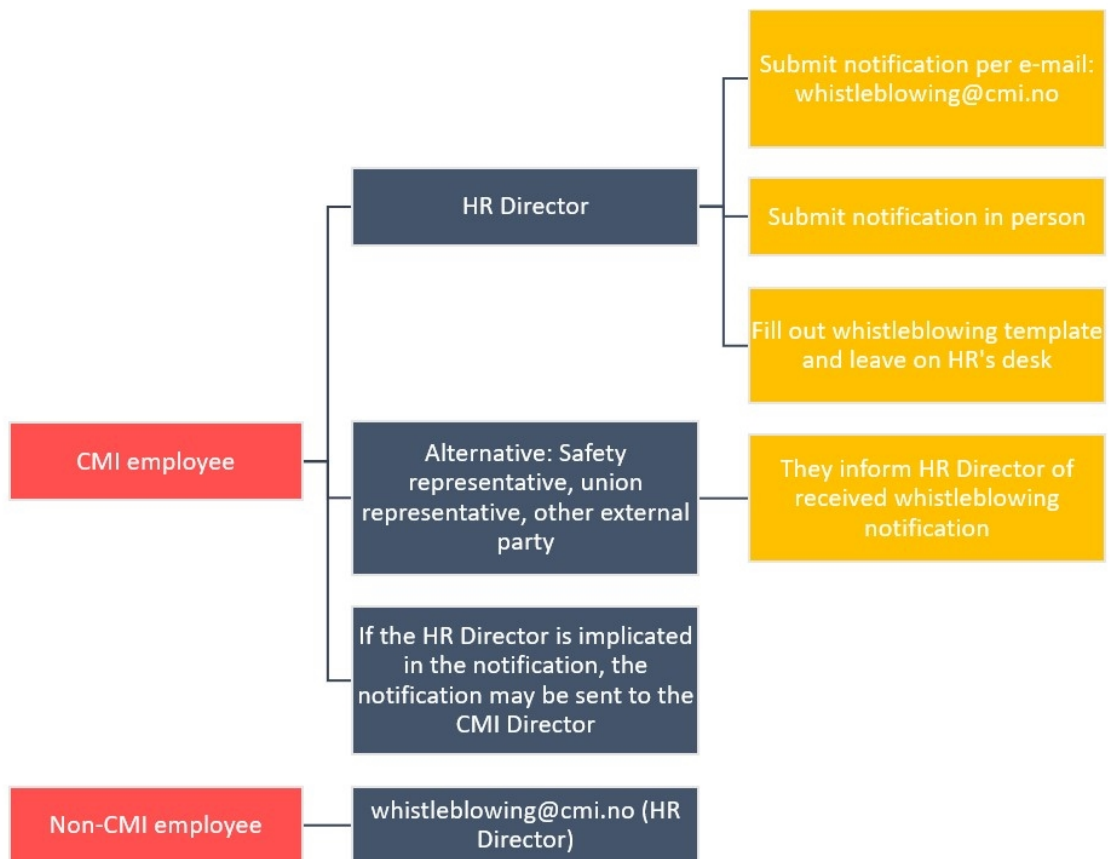 Submit notification per e-mail:
whistleblowing@cmi.no
HR Director
Submit notification in person
Fill out whistleblowing template
and leave on HR's desk
CMI employee
Alternative: Safety
representative, union
representative, other external
party
They inform HR Director of
received whistleblowing
notification
If the HR Director is implicated
in the notification, the
notification may be sent to the
CMI Director
Non-CMI employee
whistleblowing@cmi.no (HR
Director)